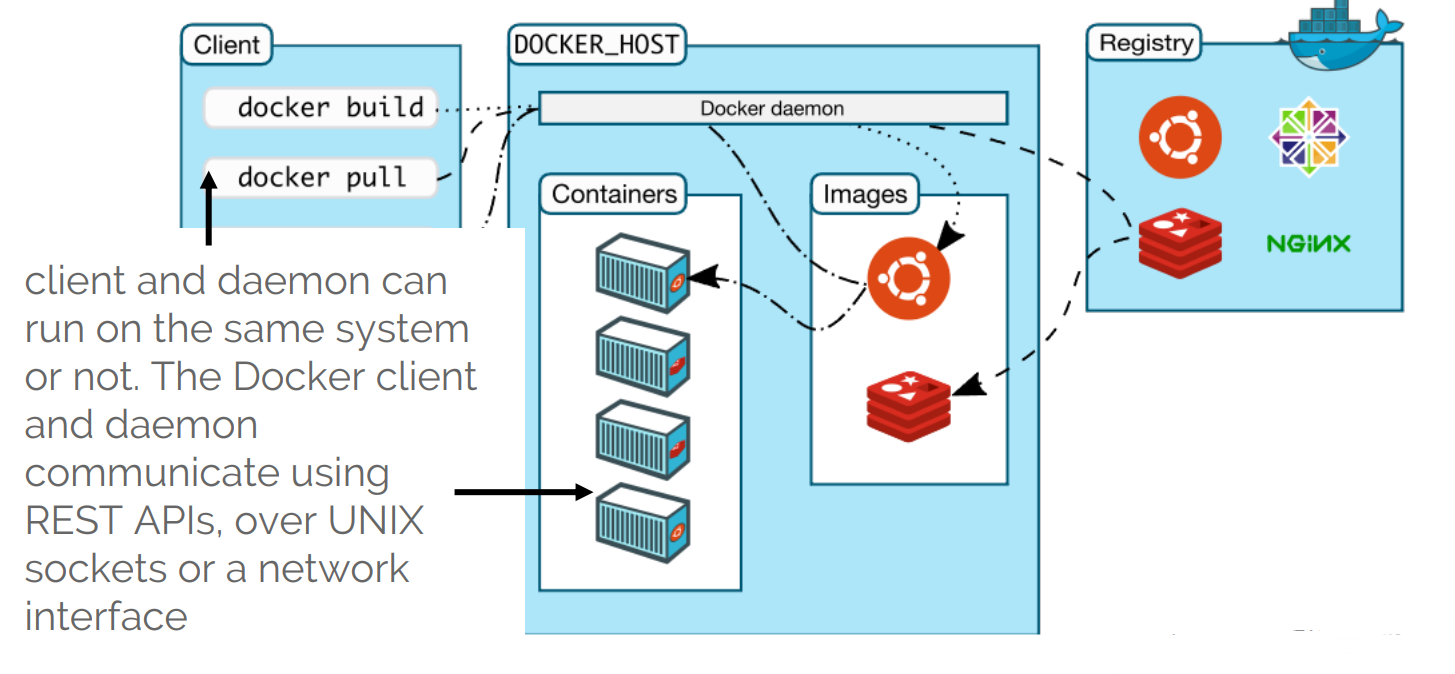 Client
DOCKER_HOST
Registry
docker build
Docker daemon
docker pull
Containers
Images
NGiNX
client and daemon can
run on the same system
or not. The Docker client
and daemon
communicate using
REST APIs, over UNIX
sockets or a network
interface